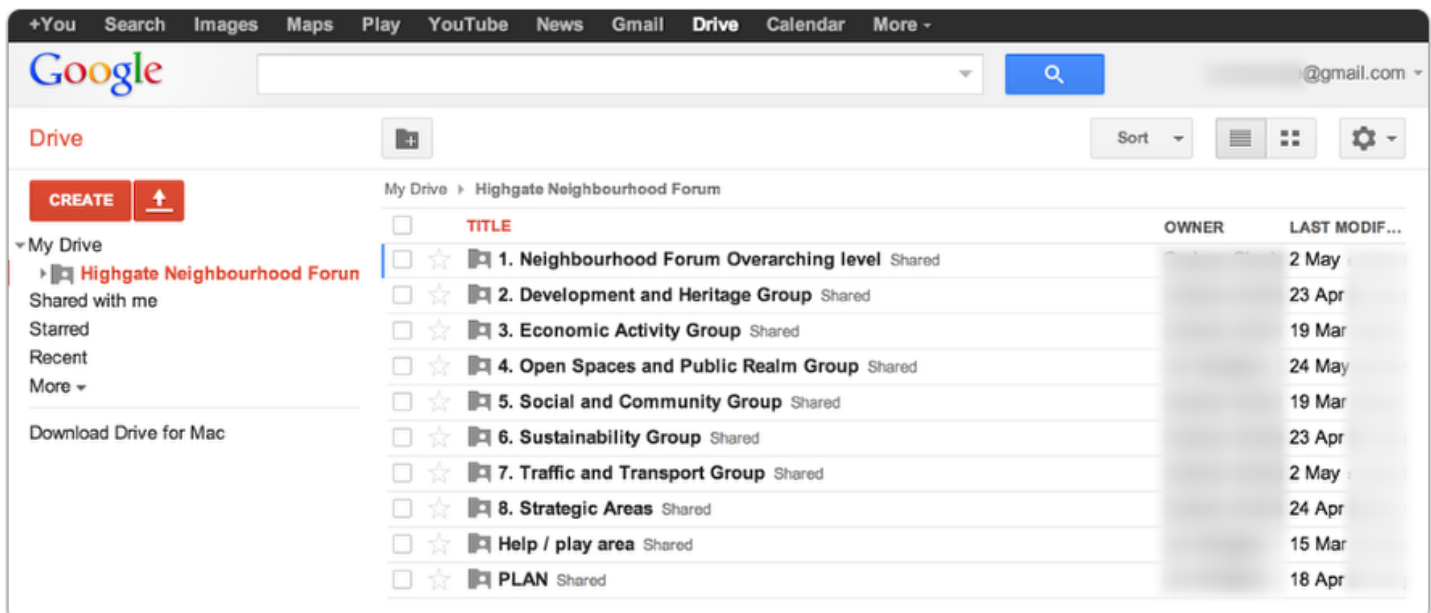 +You Search Images Maps Play YouTube News Gmail Drive Calendar More
Google
@gmail.com
Drive
Sort
CREATE
My Drive
Highgate Neighbourhood Forum
Shared with me
Starred
Recent
More
Download Drive for Mac
My Drive Highgate Neighbourhood Forum
TITLE OWNER LAST MODIF...
1. Neighbourhood Forum Overarching level Shared 2 May
2. Development and Heritage Group Shared 23 Apr
3. Economic Activity Group Shared 19 Mar
4. Open Spaces and Public Realm Group Shared 24 May
5. Social and Community Group Shared 19 Mar
6. Sustainability Group Shared 23 Apr
7. Traffic and Transport Group Shared 2 May
8. Strategic Areas Shared 24 Apr
Help / play area Shared 15 Mar
PLAN Shared 18 Apr